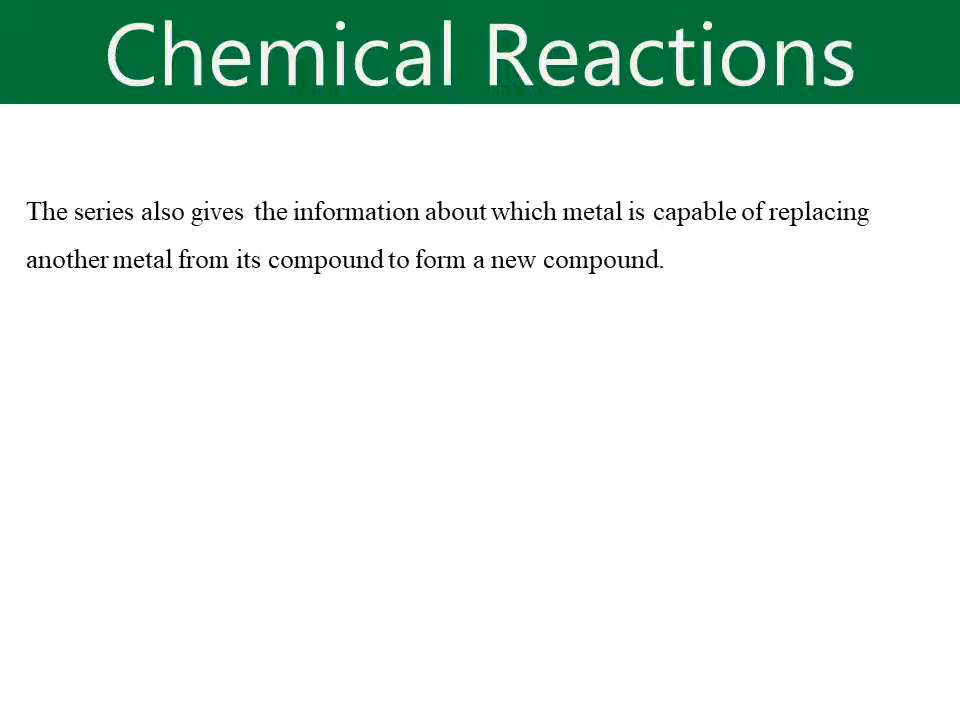 Chemical Reactions
The series also gives the information about which metal is capable of replacing
another metal from its compound to form a new compound.